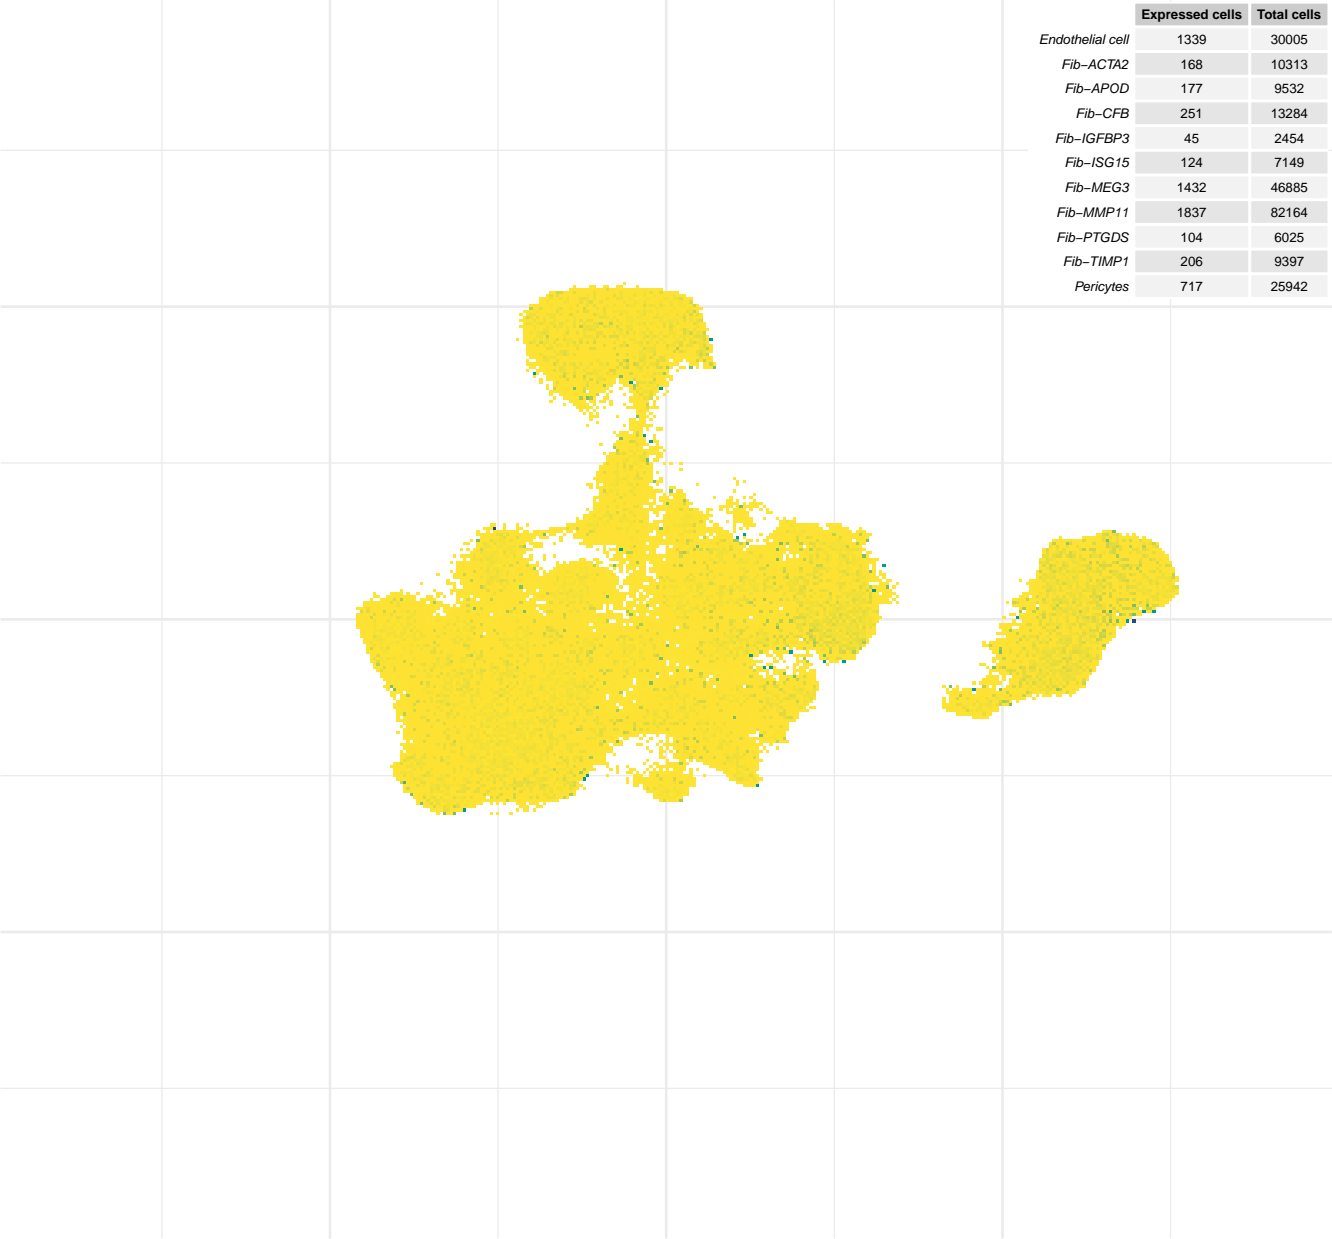 Expressed cells Total cells
Endothelial cell 1339 30005
Fib−ACTA2 168 10313
Fib−APOD 177 9532
Fib−CFB 251 13284
Fib−IGFBP3 45 2454
Fib−ISG15 124 7149
Fib−MEG3 1432 46885
Fib−MMP11 1837 82164
Fib−PTGDS 104 6025
Fib−TIMP1 206 9397
Pericytes 717 25942